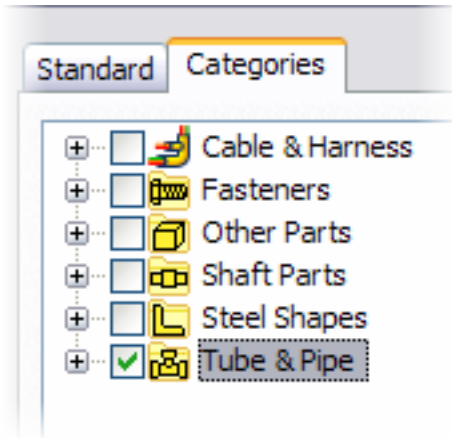 Standard Categories
Cable & Harness
Fasteners
Other Parts
Shaft Parts
Steel Shapes
Tube & Pipe